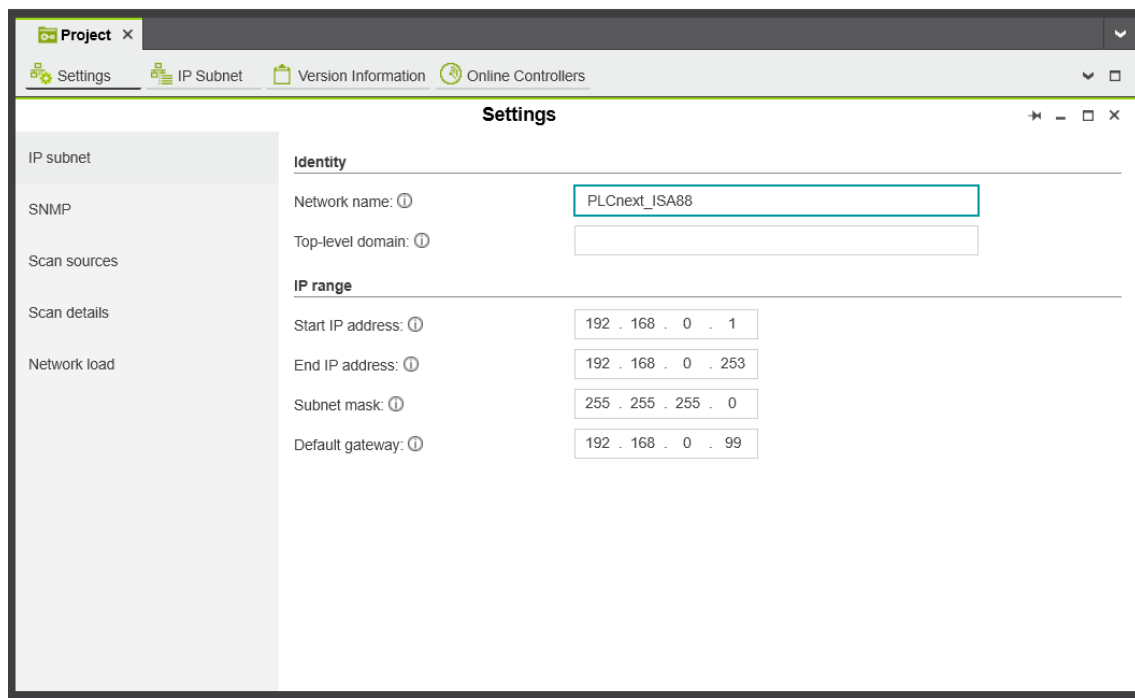 Project
Settings IP Subnet Version Information Online Controllers
Settings
IP subnet
SNMP
Scan sources
Scan details
Network load
Identity
Network name: PLCnext_ISA88
Top-level domain:
IP range
Start IP address: 192 . 168 . 0 . 1
End IP address: 192 . 168 . 0 . 253
Subnet mask: 255 . 255 . 255 . 0
Default gateway: 192 . 168 . 0 . 99